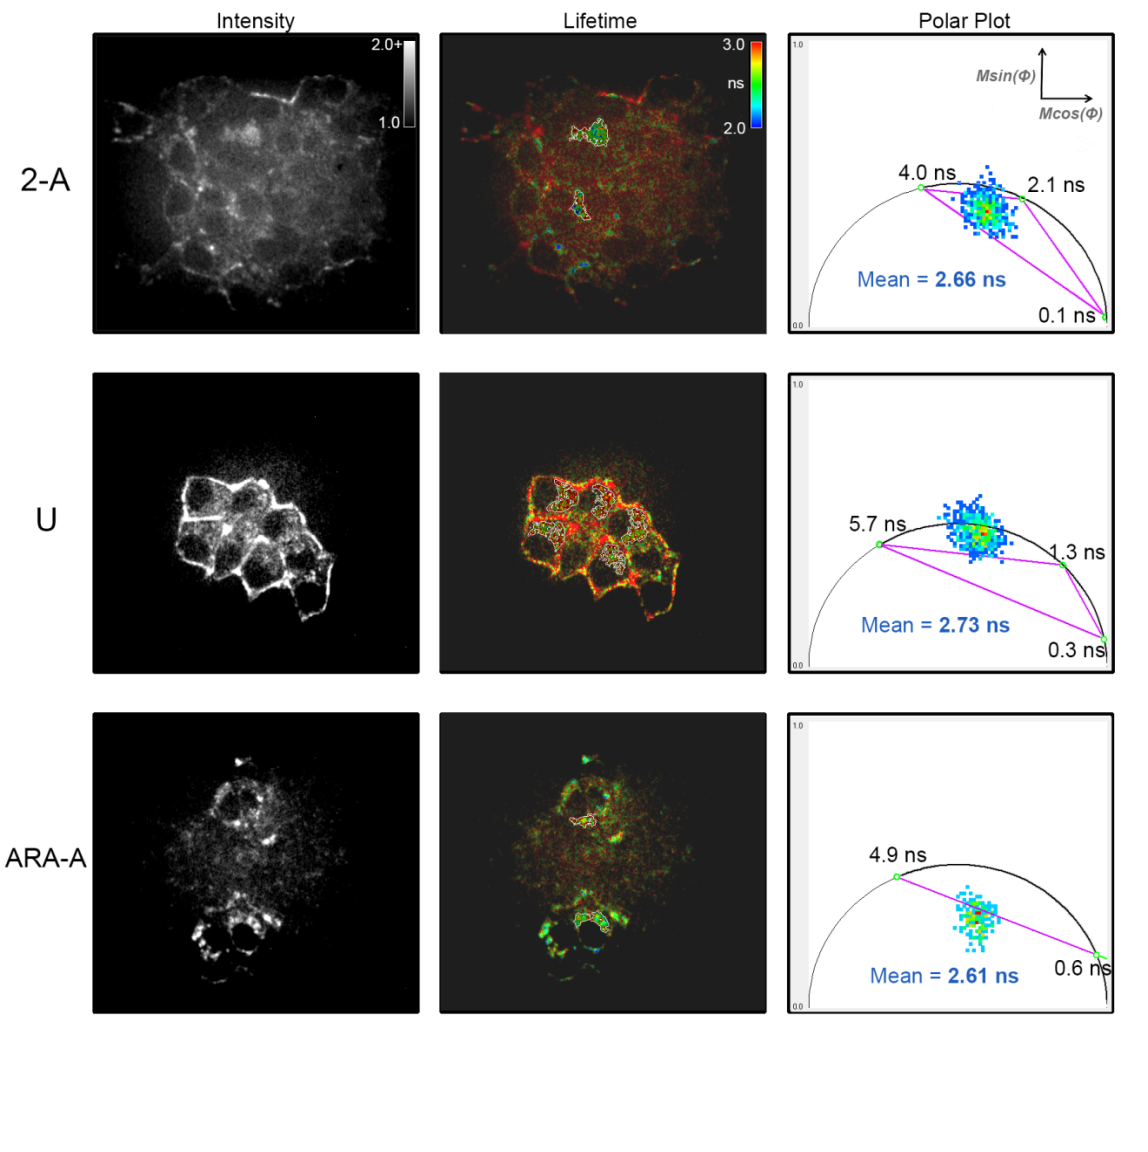 Intensity
Lifetime
Polar Plot
2-A
2.0+
1.0
3.0
ns
2.0
1.0
Msin(Φ)
Mcos(Φ)
4.0 ns
2.1 ns
Mean = 2.66 ns
0.1 ns
0.0
U
1.0
5.7 ns
1.3 ns
Mean = 2.73 ns
0.3 ns
0.0
ARA-A
1.0
4.9 ns
0.6 ns
Mean = 2.61 ns
0.0